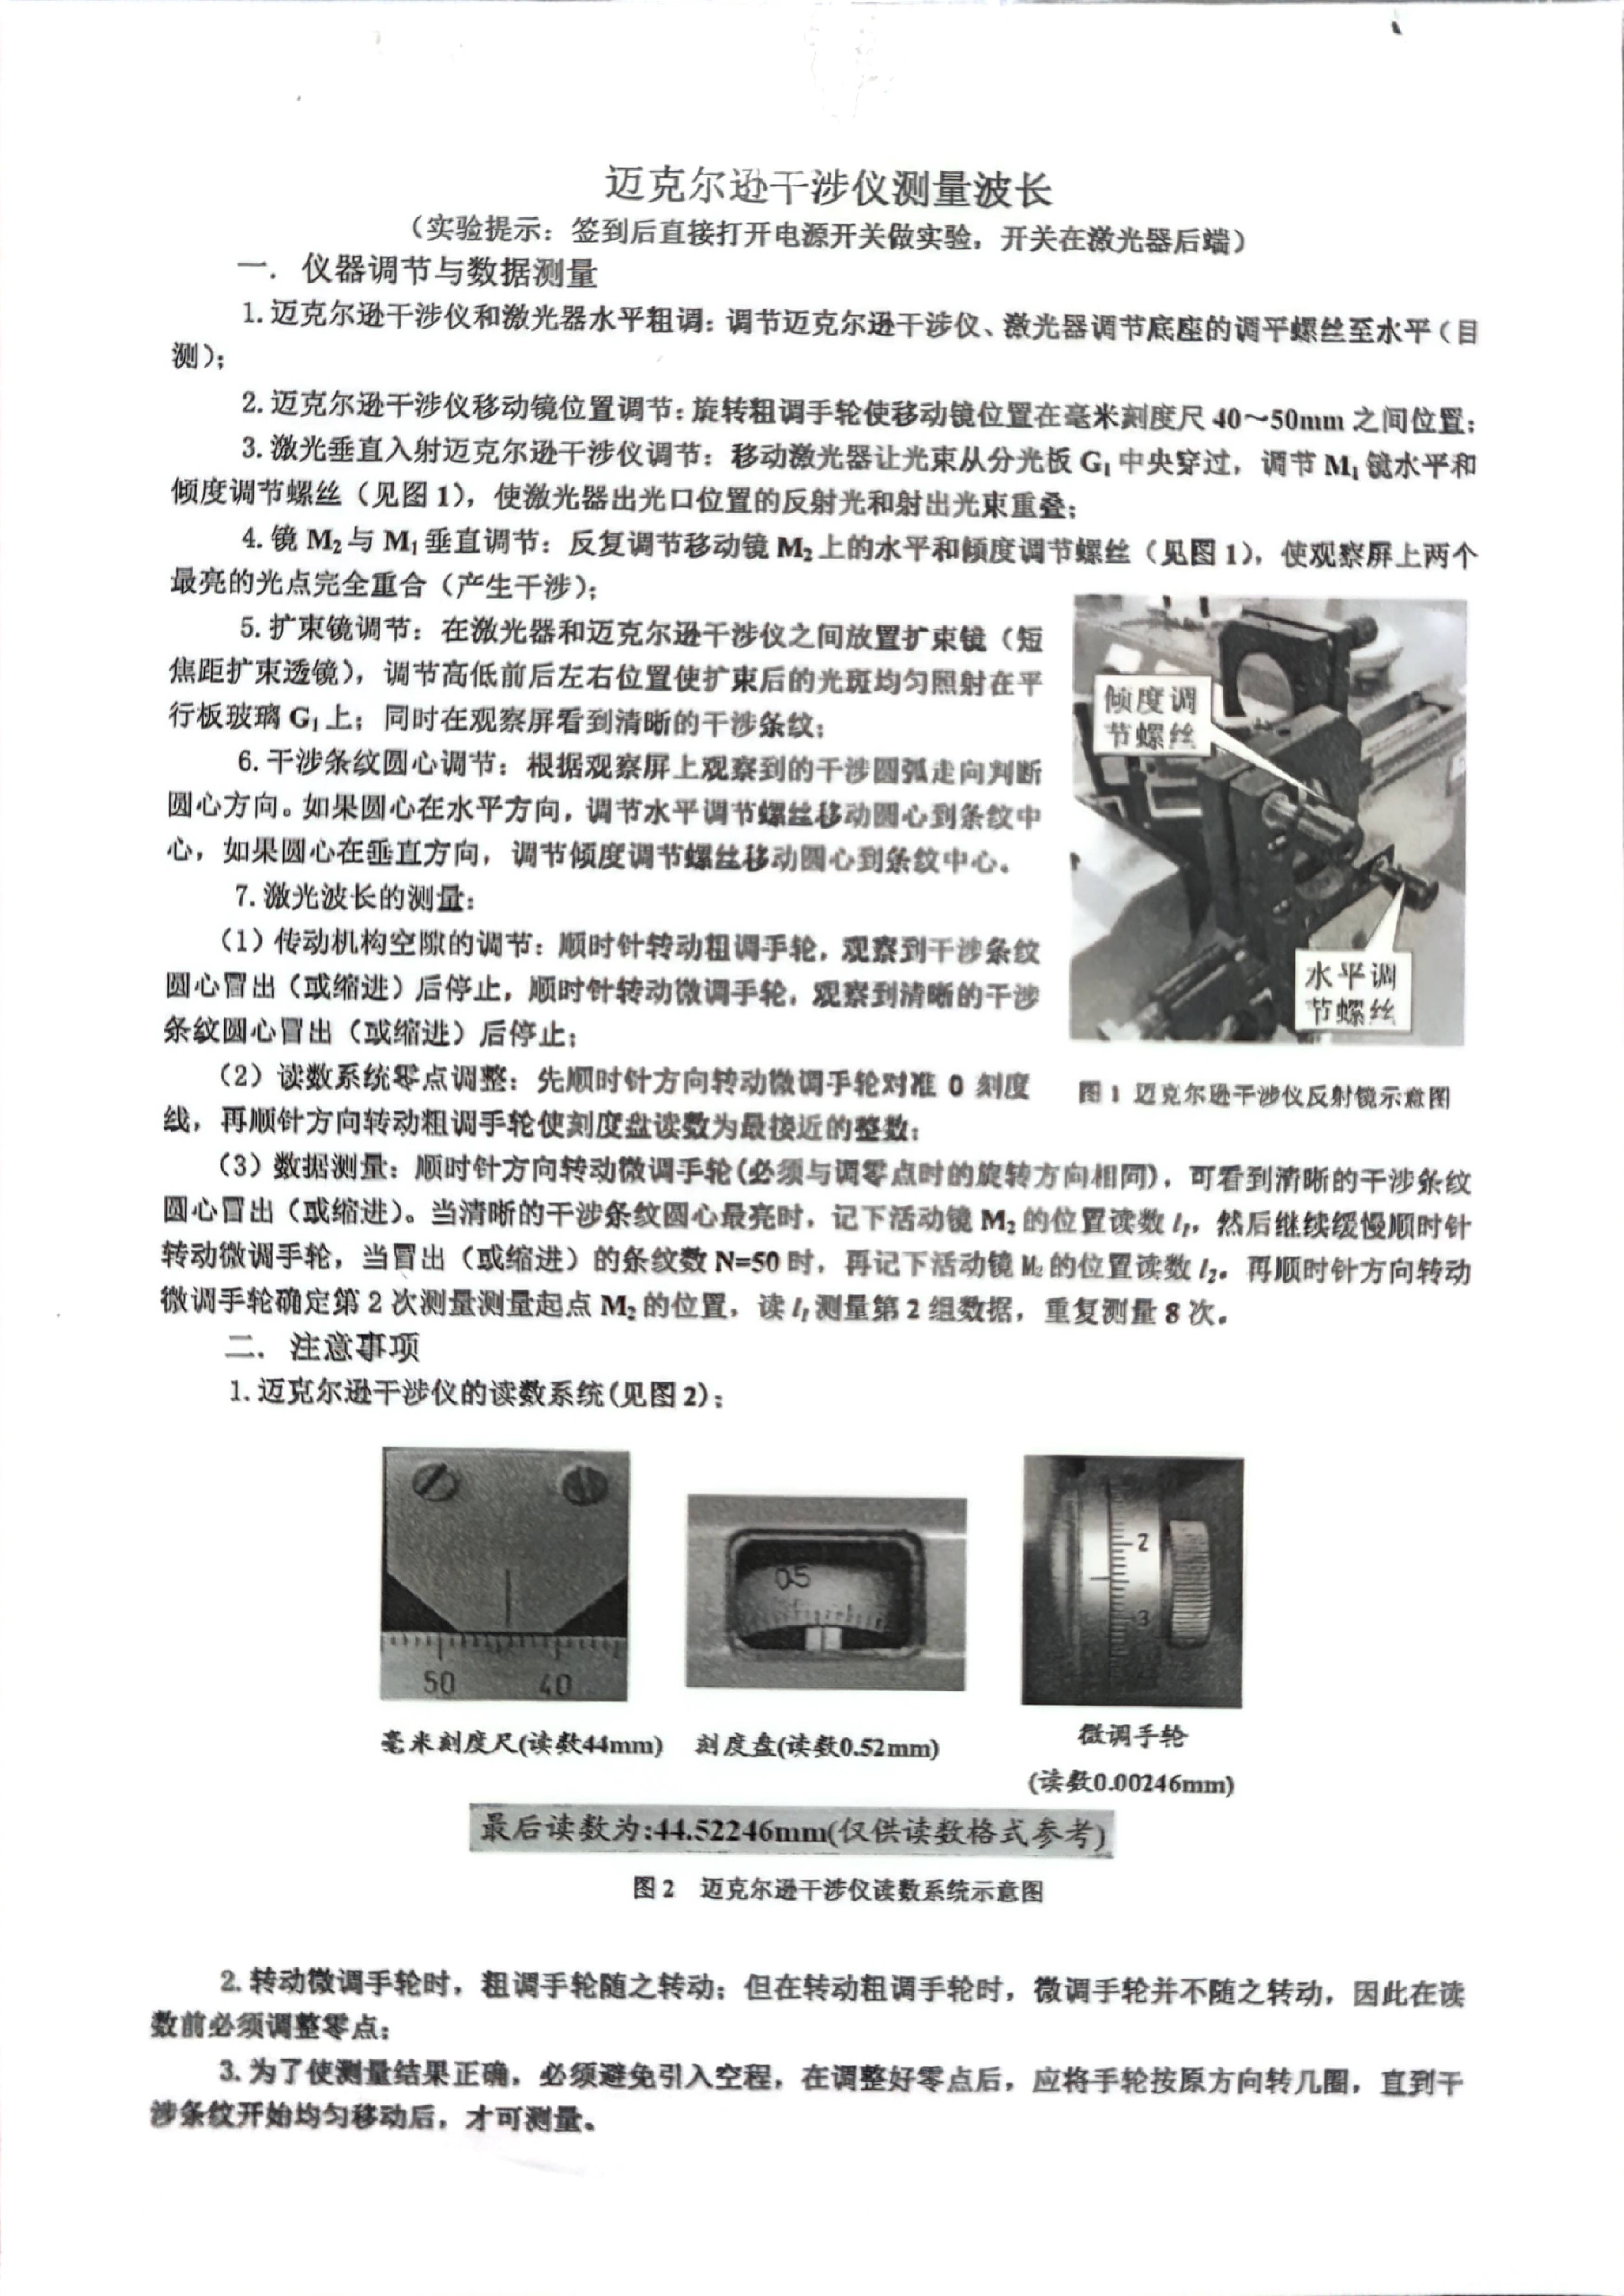 迈克尔逊干涉仪测量波长
（实验提示：签到后直接打开电源开关做实验，开关在激光器后端）
一．仪器调节与数据测量
1.迈克尔逊干涉仪和激光器水平粗调：调节迈克尔逊干涉仪、激光器调节底座的调平螺丝至水平（目
测）；
2.迈克尔逊干涉仪移动镜位置调节：旋转粗调手轮使移动镜位置在毫米刻度尺 40～50mm 之间位置；
3.激光垂直入射迈克尔逊干涉仪调节：移动激光器让光束从分光板 G₁ 中央穿过，调节 M₁ 镜水平和
倾度调节螺丝（见图 1），使激光器出光口位置的反射光和射出光束重叠；
4.镜 M₂ 与 M₁ 垂直调节：反复调节移动镜 M₂ 上的水平和倾度调节螺丝（见图 1），使观察屏上两个
最亮的光点完全重合（产生干涉）；
5.扩束镜调节：在激光器和迈克尔逊干涉仪之间放置扩束镜（短
焦距扩束透镜），调节高低前后左右位置使扩束后的光斑均匀照射在平
行板玻璃 G₁ 上；同时在观察屏看到清晰的干涉条纹；
6.干涉条纹圆心调节：根据观察屏上观察到的干涉圆弧走向判断
圆心方向。如果圆心在水平方向，调节水平调节螺丝移动圆心到条纹中
心，如果圆心在垂直方向，调节倾度调节螺丝移动圆心到条纹中心。
7.激光波长的测量：
（1）传动机构空隙的调节：顺时针转动粗调手轮，观察到干涉条纹
圆心冒出（或缩进）后停止，顺时针转动微调手轮，观察到清晰的干涉
条纹圆心冒出（或缩进）后停止；
（2）读数系统零点调整：先顺时针方向转动微调手轮对准 0 刻度
线，再顺针方向转动粗调手轮使刻度盘读数为最接近的整数；
倾度调
节螺丝
水平调
节螺丝
图 1 迈克尔逊干涉仪反射镜示意图
（3）数据测量：顺时针方向转动微调手轮(必须与调零点时的旋转方向相同)，可看到清晰的干涉条纹
圆心冒出（或缩进）。当清晰的干涉条纹圆心最亮时，记下活动镜 M₂ 的位置读数 l₁，然后继续缓慢顺时针
转动微调手轮，当冒出（或缩进）的条纹数 N=50 时，再记下活动镜 M₂ 的位置读数 l₂。再顺时针方向转动
微调手轮确定第 2 次测量测量起点 M₂ 的位置，读 l₁ 测量第 2 组数据，重复测量 8 次。
二．注意事项
1.迈克尔逊干涉仪的读数系统(见图 2)；
50 40
05
2
3
毫米刻度尺(读数44mm) 刻度盘(读数0.52mm)
微调手轮
(读数0.00246mm)
最后读数为:44.52246mm(仅供读数格式参考)
图 2 迈克尔逊干涉仪读数系统示意图
2.转动微调手轮时，粗调手轮随之转动；但在转动粗调手轮时，微调手轮并不随之转动，因此在读
数前必须调整零点；
3.为了使测量结果正确，必须避免引入空程，在调整好零点后，应将手轮按原方向转几圈，直到干
涉条纹开始均匀移动后，才可测量。